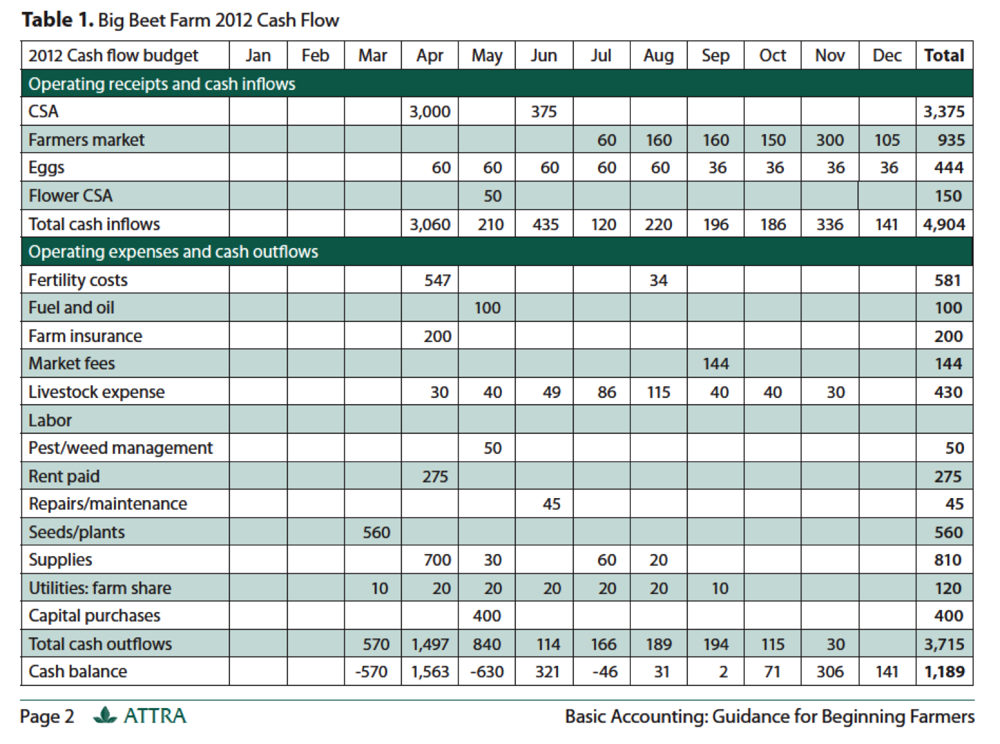 Table 1. Big Beet Farm 2012 Cash Flow
2012 Cash flow budget Jan Feb Mar Apr May Jun Jul Aug Sep Oct Nov Dec Total
Operating receipts and cash inflows
CSA 3,000 375 3,375
Farmers market 60 160 160 150 300 105 935
Eggs 60 60 60 60 60 36 36 36 36 444
Flower CSA 50 150
Total cash inflows 3,060 210 435 120 220 196 186 336 141 4,904
Operating expenses and cash outflows
Fertility costs 547 34 581
Fuel and oil 100 100
Farm insurance 200 200
Market fees 144 144
Livestock expense 30 40 49 86 115 40 40 30 430
Labor
Pest/weed management 50 50
Rent paid 275 275
Repairs/maintenance 45 45
Seeds/plants 560 560
Supplies 700 30 60 20 810
Utilities: farm share 10 20 20 20 20 20 10 120
Capital purchases 400 400
Total cash outflows 570 1,497 840 114 166 189 194 115 30 3,715
Cash balance -570 1,563 -630 321 -46 31 2 71 306 141 1,189
Page 2 ATTRA Basic Accounting: Guidance for Beginning Farmers